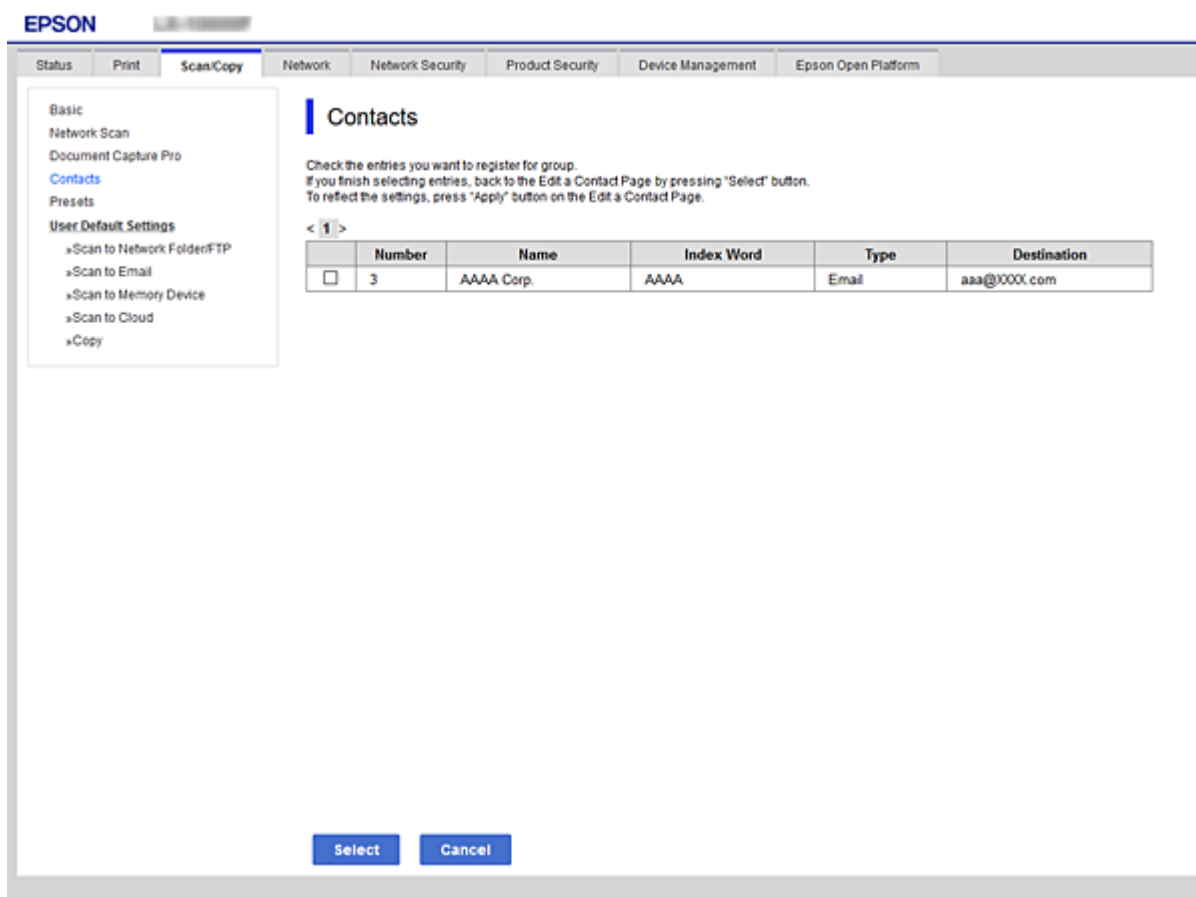 EPSON
Status Print Scan/Copy Network Network Security Product Security Device Management Epson Open Platform
Basic
Network Scan
Document Capture Pro
Contacts
Presets
User Default Settings
»Scan to Network Folder/FTP
»Scan to Email
»Scan to Memory Device
»Scan to Cloud
»Copy
Contacts
Check the entries you want to register for group.
If you finish selecting entries, back to the Edit a Contact Page by pressing "Select" button.
To reflect the settings, press "Apply" button on the Edit a Contact Page.
< 1 >
Number Name Index Word Type Destination
3 AAAA Corp. AAAA Email aaa@XXXX.com
Select Cancel